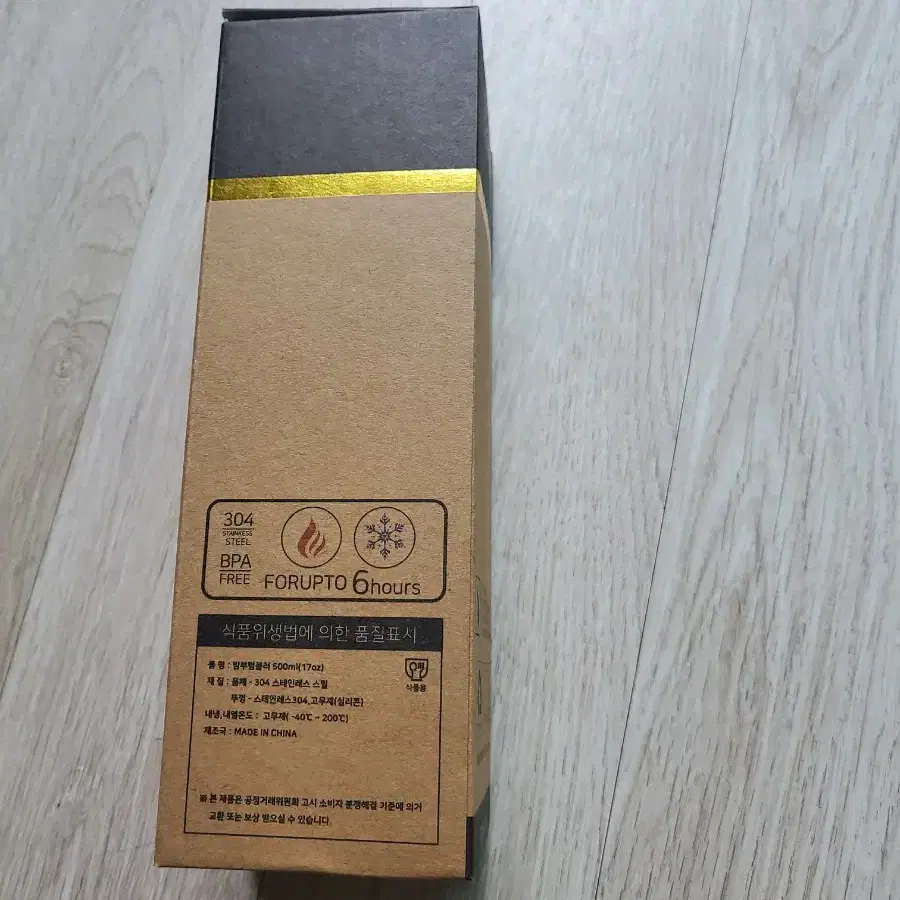 304
STAINLESS
STEEL
BPA
FREE
FORUPTO 6hours
식품위생법에 의한 품질표시
품 명 : 밤부텀블러 500ml(17oz)
재 질 : 몸체 - 304 스테인레스 스틸
뚜껑 - 스테인레스304,고무제(실리콘)
내냉,내열온도 : 고무제( -40℃ ~ 200℃)
제조국 : MADE IN CHINA
식품용
※ 본 제품은 공정거래위원회 고시 소비자 분쟁해결 기준에 의거
교환 또는 보상 받으실 수 있습니다.